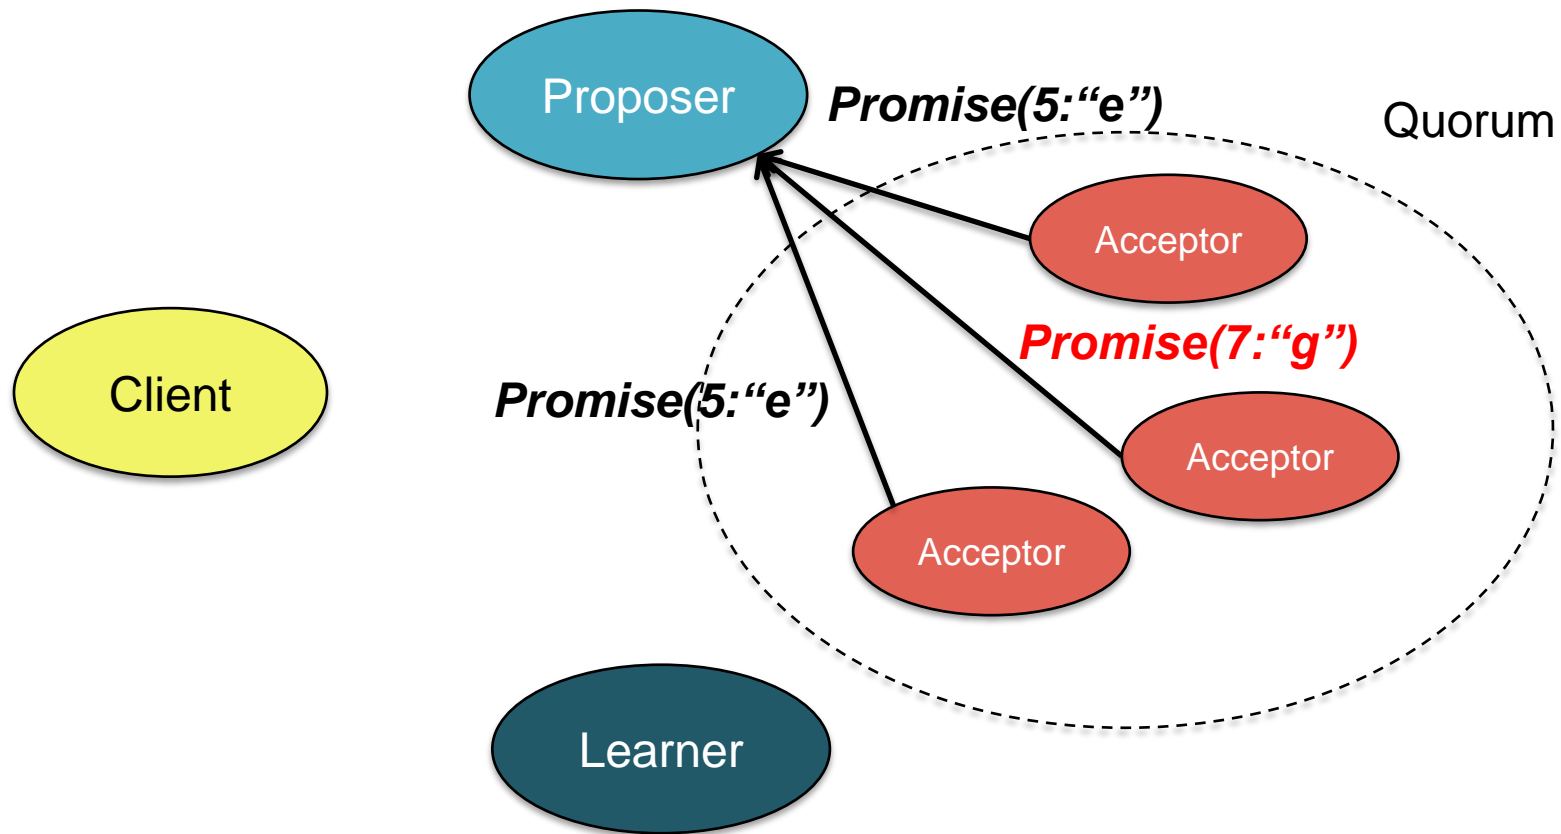 Proposer
Promise(5:“e”)
Quorum
Acceptor
Promise(7:“g”)
Client
Promise(5:“e”)
Acceptor
Acceptor
Learner